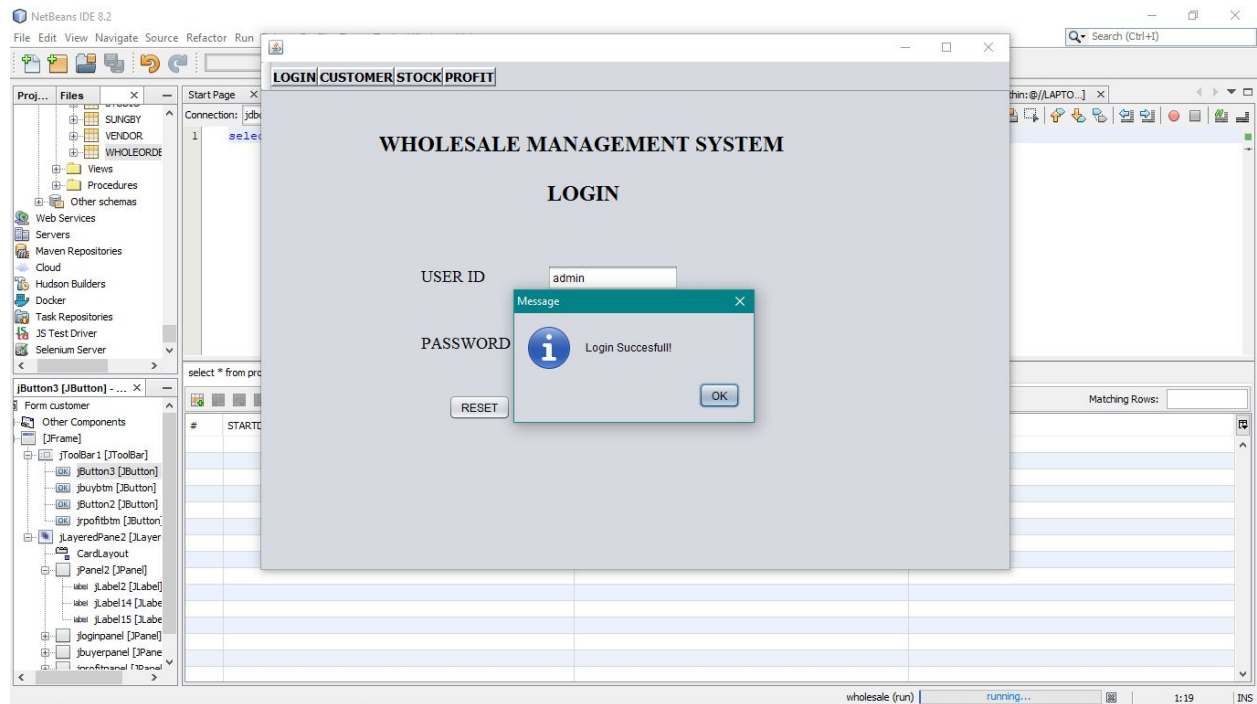 NetBeans IDE 8.2
File Edit View Navigate Source Refactor Run
Search (Ctrl+I)
LOGIN CUSTOMER STOCK PROFIT
Proj... Files
Start Page
thin:@//LAPTO...]
SUNGBY
VENDOR
WHOLEORDE
Views
Procedures
Other schemas
Web Services
Servers
Maven Repositories
Cloud
Hudson Builders
Docker
Task Repositories
JS Test Driver
Selenium Server
Connection: jdb
1 selec
WHOLESALE MANAGEMENT SYSTEM
LOGIN
USER ID admin
Message
PASSWORD
Login Succesfull!
OK
RESET
select * from pro
Matching Rows:
# STARTD
jButton3 [JButton] - ...
Form customer
Other Components
[JFrame]
jToolBar1 [JToolBar]
jButton3 [JButton]
jbuybtm [JButton]
jButton2 [JButton]
jrpofitbtm [JButton]
jLayeredPane2 [JLayer
CardLayout
jPanel2 [JPanel]
label jLabel2 [JLabel]
label jLabel14 [JLabe
label jLabel15 [JLabe
jloginpanel [JPanel]
jbuyerpanel [JPane
jprofitpanel [JPanel
wholesale (run) running... 1:19 INS